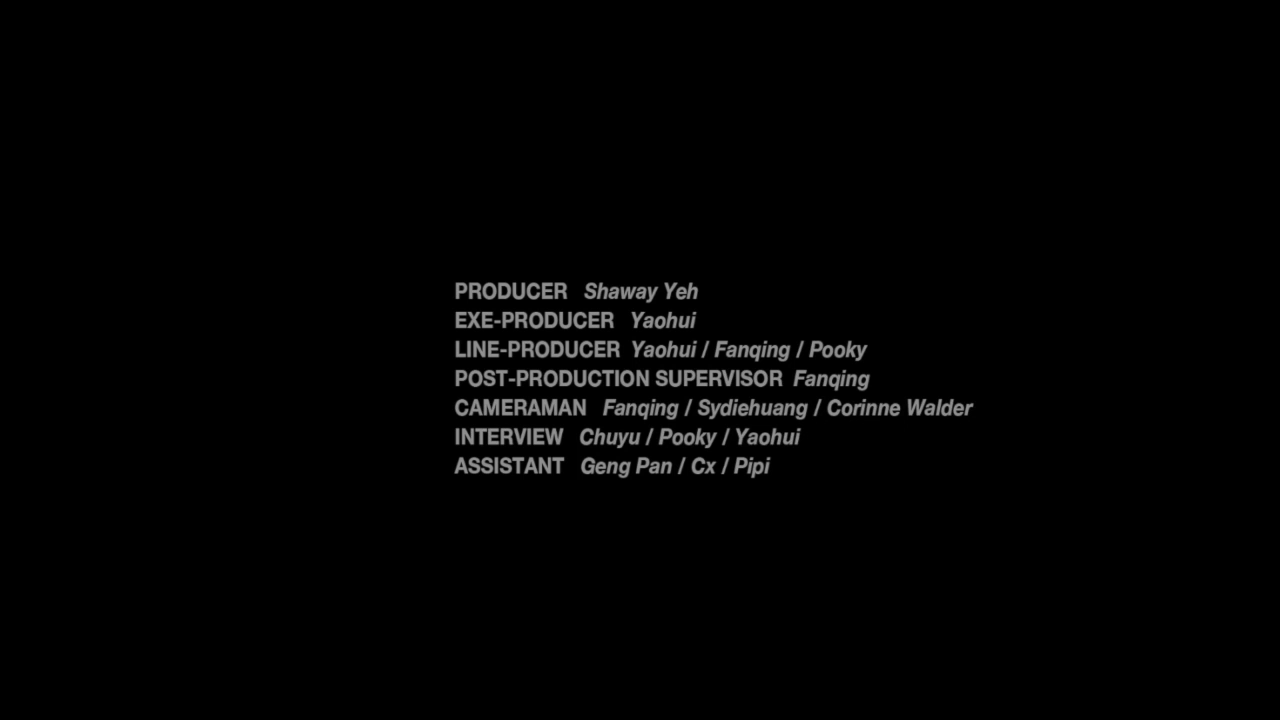 PRODUCER Shaway Yeh
EXE-PRODUCER Yaohui
LINE-PRODUCER Yaohui / Fanqing / Pooky
POST-PRODUCTION SUPERVISOR Fanqing
CAMERAMAN Fanqing / Sydiehuang / Corinne Walder
INTERVIEW Chuyu / Pooky / Yaohui
ASSISTANT Geng Pan / Cx / Pipi